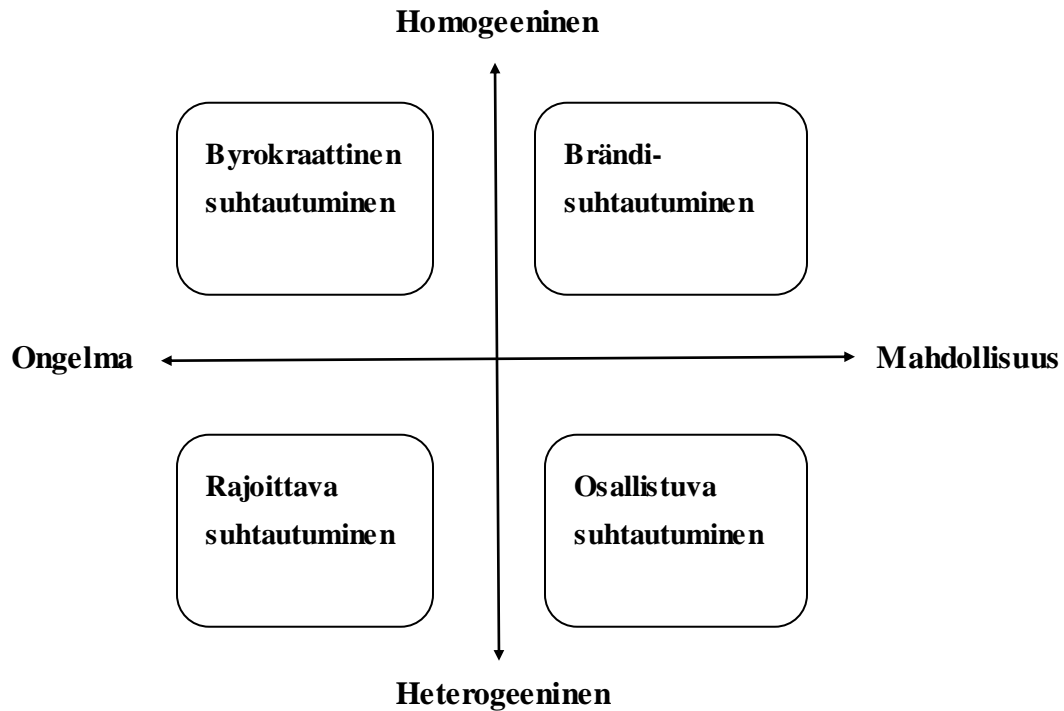 Homogeeninen
Byrokraattinen
suhtautuminen
Brändi-
suhtautuminen
Ongelma
Mahdollisuus
Rajoittava
suhtautuminen
Osallistuva
suhtautuminen
Heterogeeninen